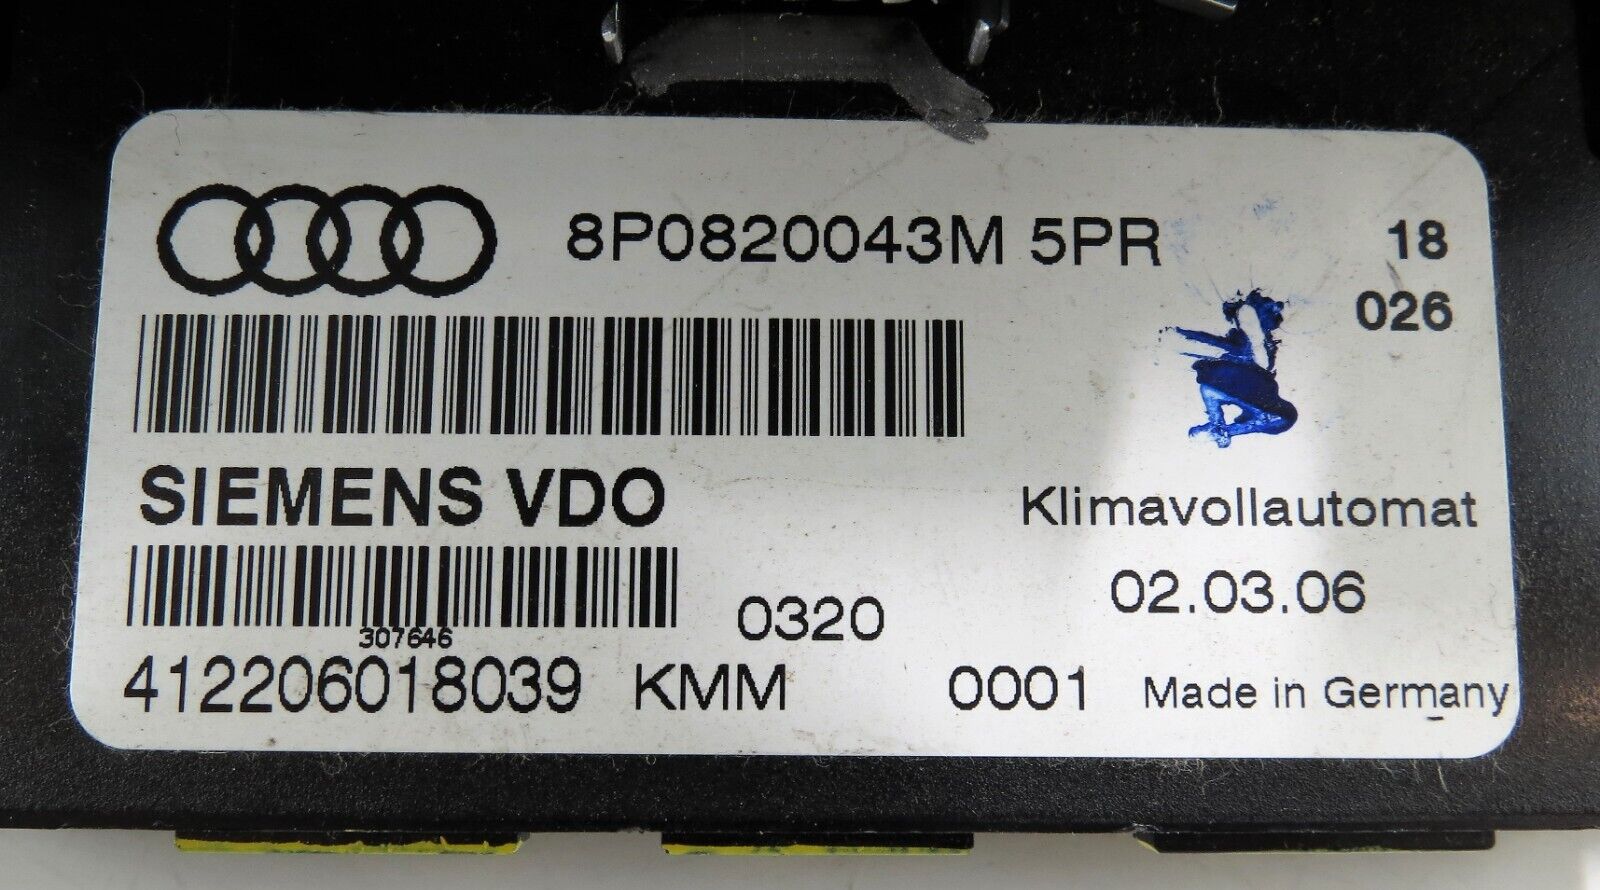 8P0820043M 5PR 18
026
SIEMENS VDO
Klimavollautomat
02.03.06
0320
307646
412206018039 KMM 0001 Made in Germany